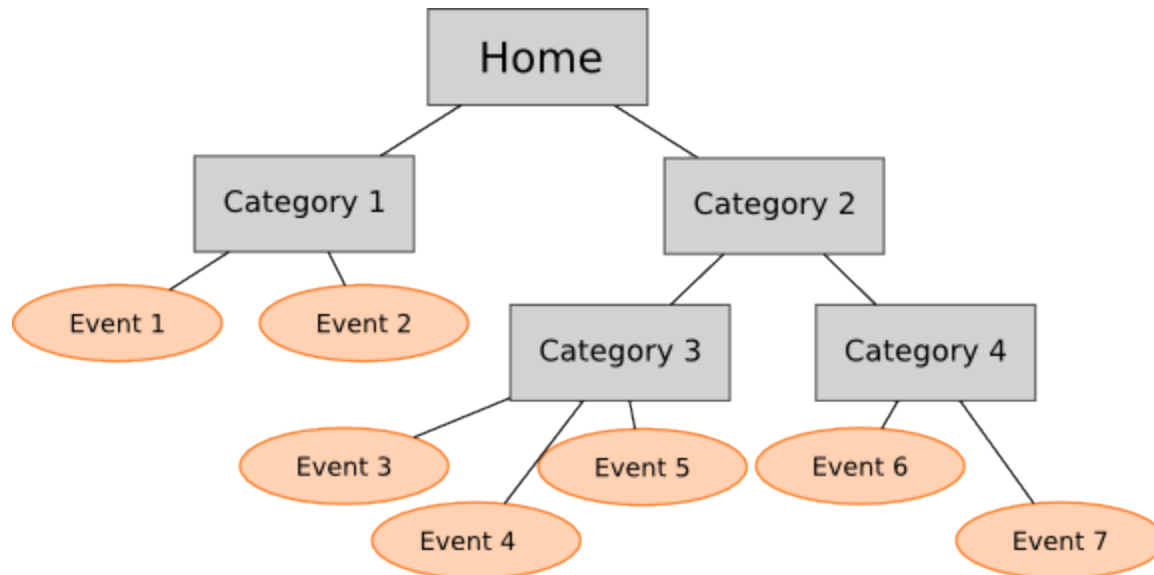 Home
Category 1
Category 2
Event 1
Event 2
Category 3
Category 4
Event 3
Event 5
Event 6
Event 4
Event 7